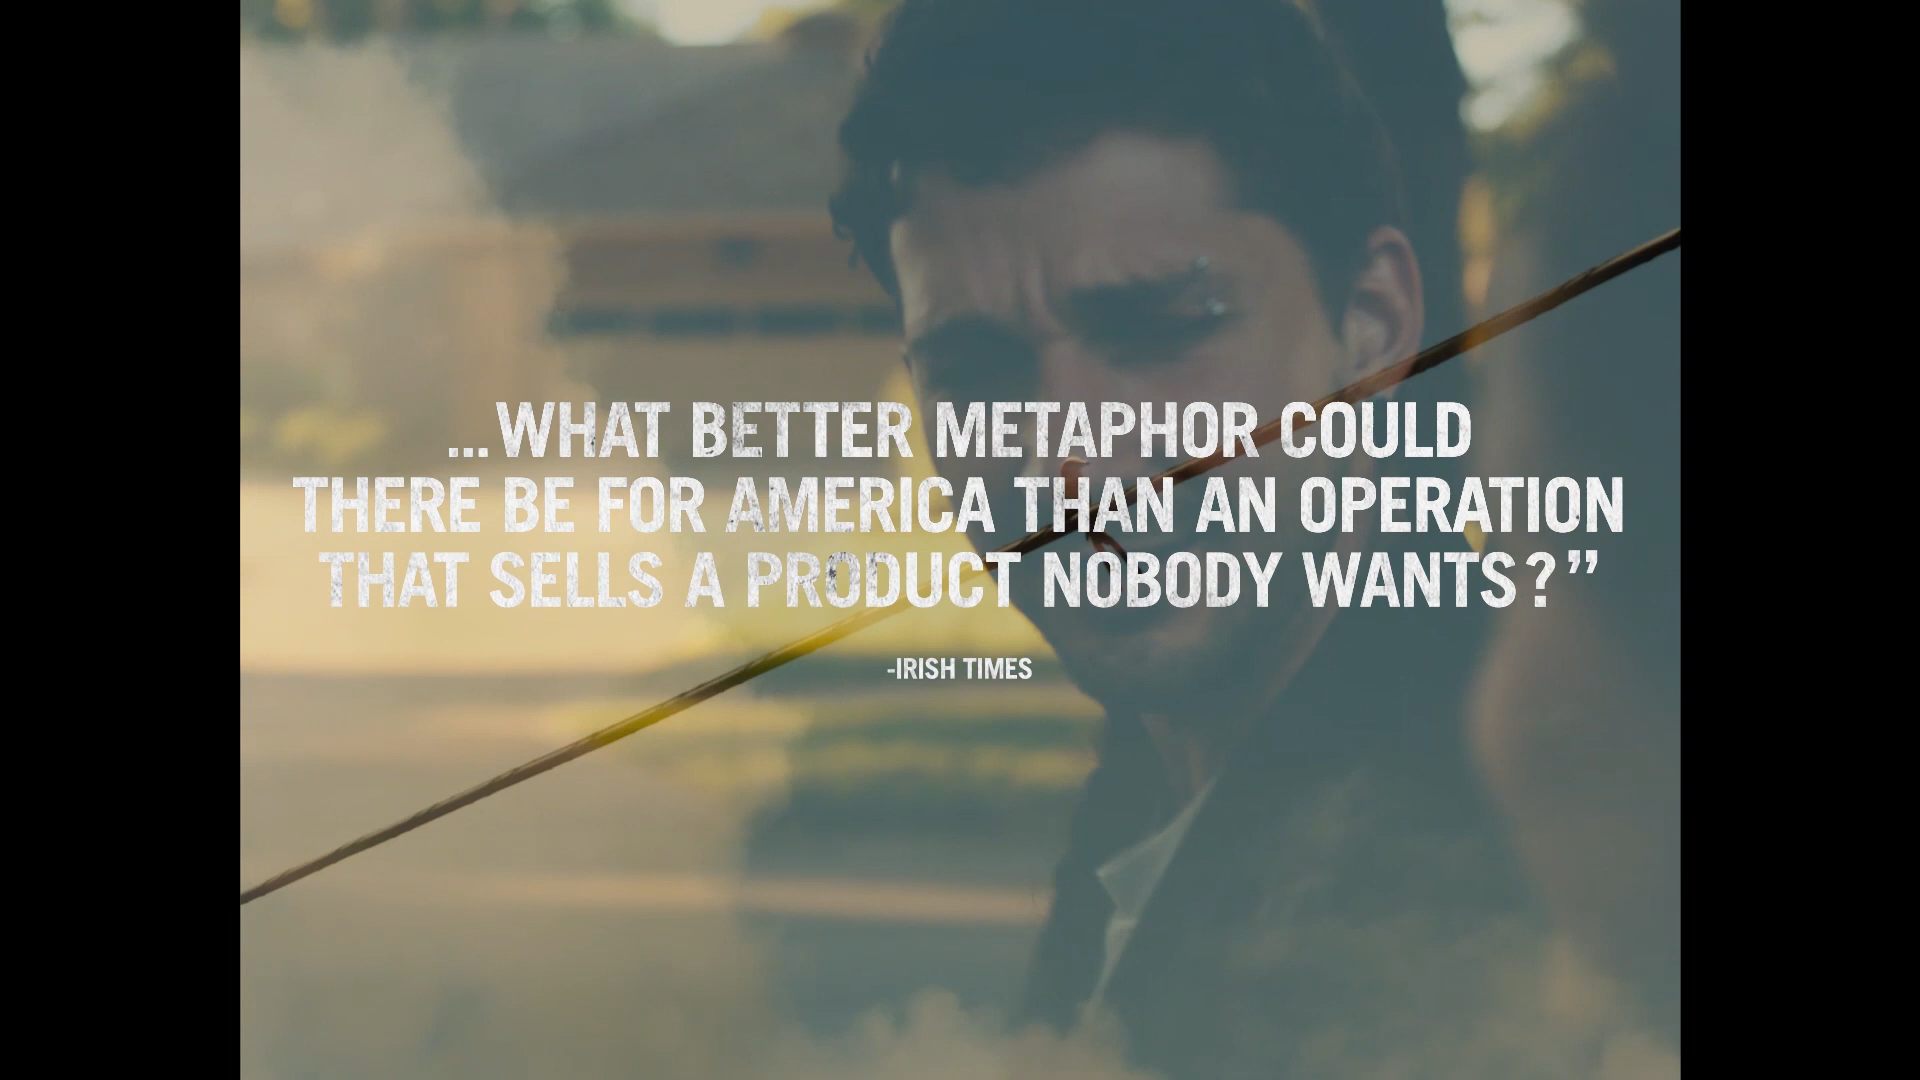 ...WHAT BETTER METAPHOR COULD
THERE BE FOR AMERICA THAN AN OPERATION
THAT SELLS A PRODUCT NOBODY WANTS?”
-IRISH TIMES